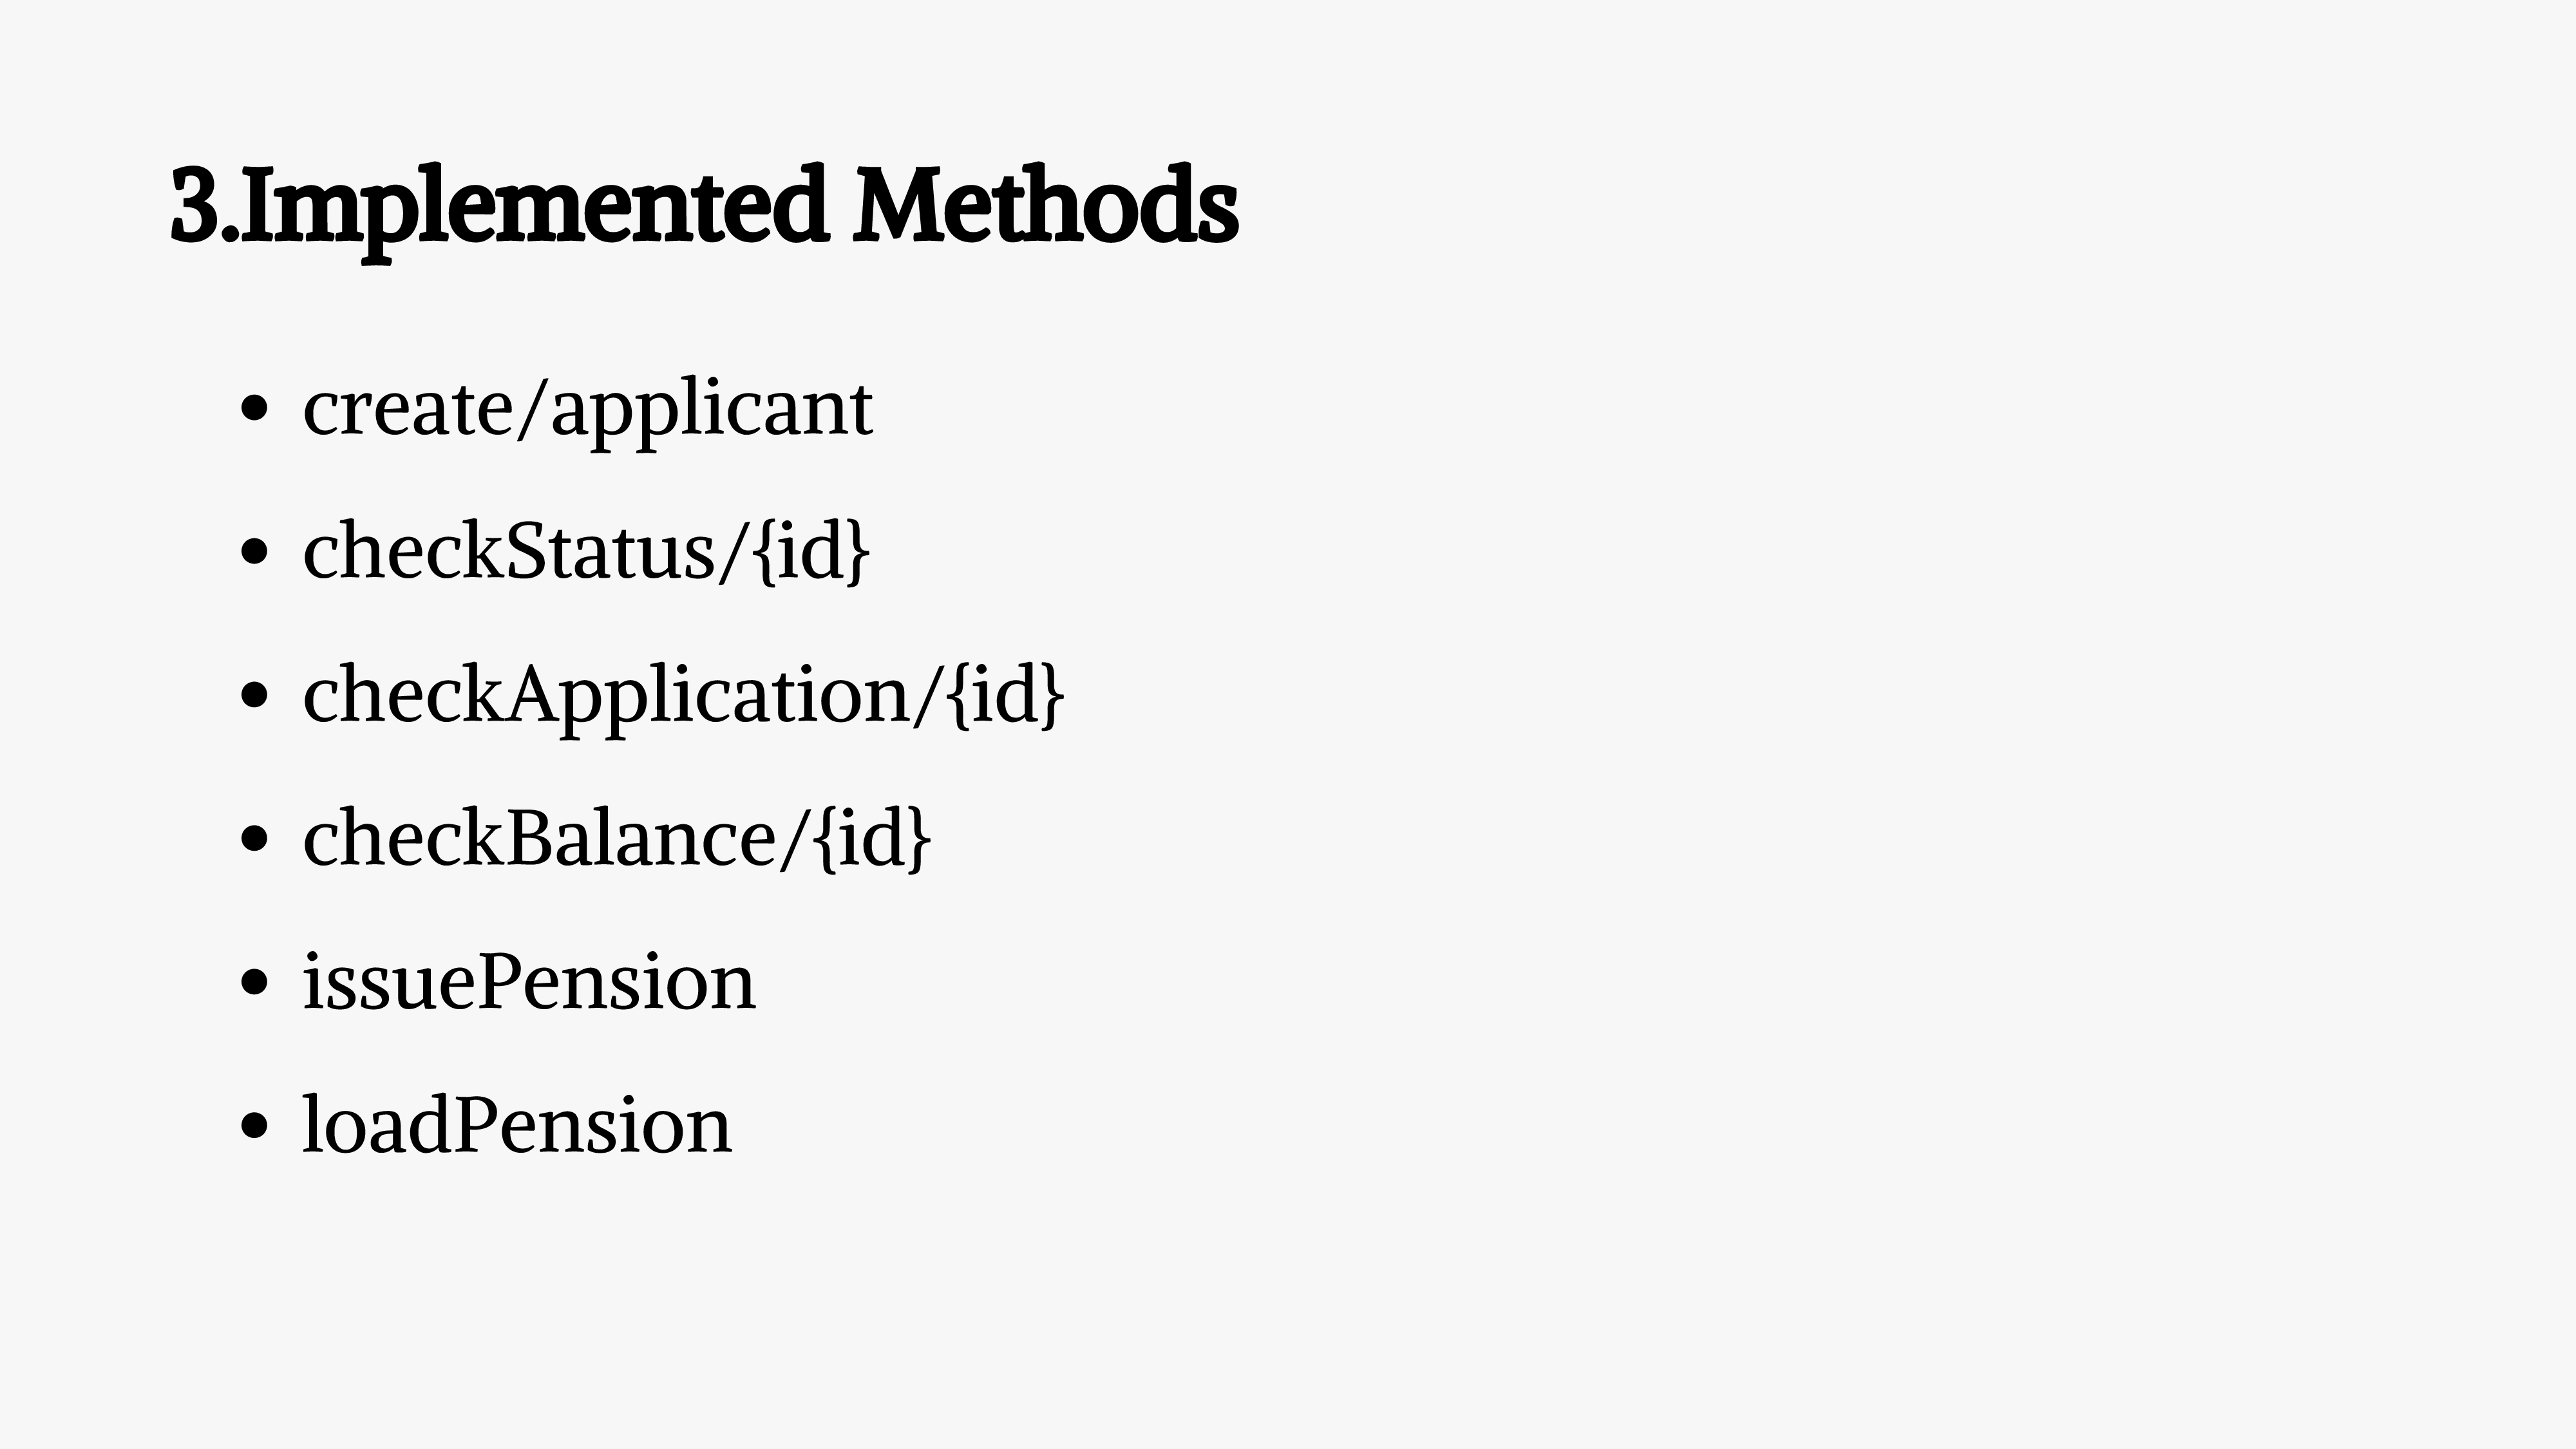 3.Implemented Methods
• create/applicant
• checkStatus/{id}
• checkApplication/{id}
• checkBalance/{id}
• issuePension
• loadPension